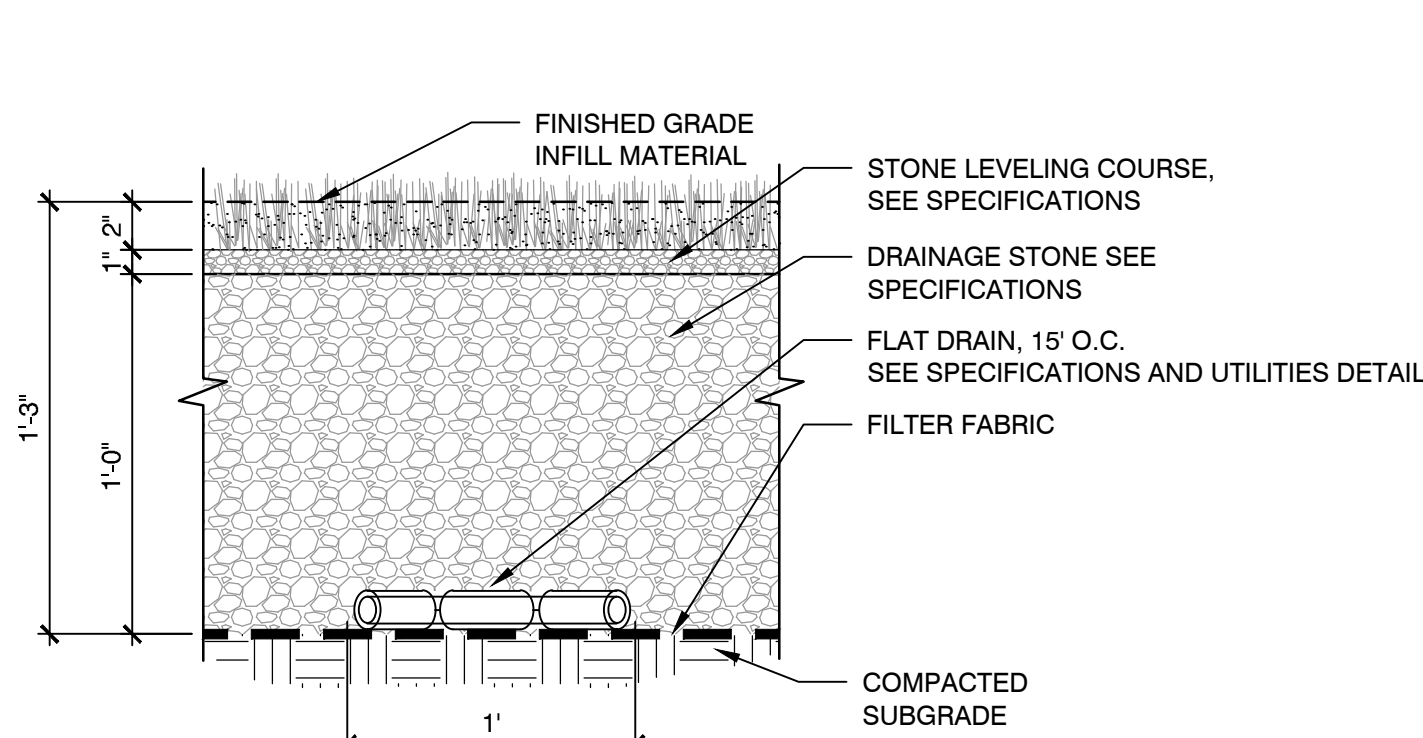 FINISHED GRADE
INFILL MATERIAL
STONE LEVELING COURSE,
SEE SPECIFICATIONS
DRAINAGE STONE SEE
SPECIFICATIONS
FLAT DRAIN, 15' O.C.
SEE SPECIFICATIONS AND UTILITIES DETAIL
FILTER FABRIC
COMPACTED
SUBGRADE
2"
1"
1'-3"
1'-0"
1'